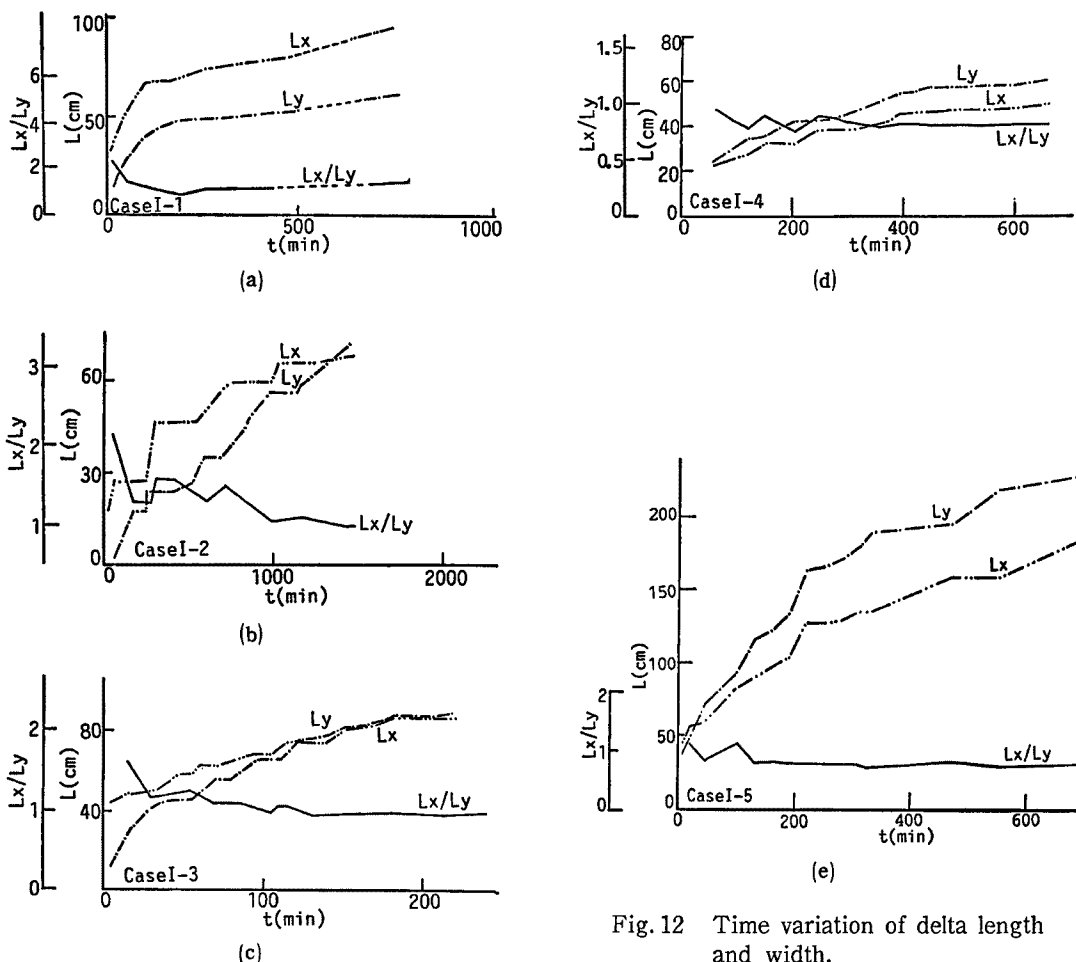 100
6
4
2
0
Lx/Ly
L(cm)
50
0
Lx
Ly
Lx/Ly
CaseI-1
0
500
1000
t(min)
(a)
3
2
1
Lx/Ly
L(cm)
60
30
0
Lx
Ly
Lx/Ly
CaseI-2
0
1000
2000
t(min)
(b)
2
1
0
Lx/Ly
L(cm)
80
40
Ly
Lx
Lx/Ly
CaseI-3
0
100
200
t(min)
(c)
1.5
1.0
0.5
0
Lx/Ly
L(cm)
80
60
40
20
0
Ly
Lx
Lx/Ly
CaseI-4
0
200
400
600
t(min)
(d)
2
1
0
Lx/Ly
L(cm)
200
150
100
50
0
Ly
Lx
Lx/Ly
CaseI-5
0
200
400
600
t(min)
(e)
Fig. 12 Time variation of delta length
and width.